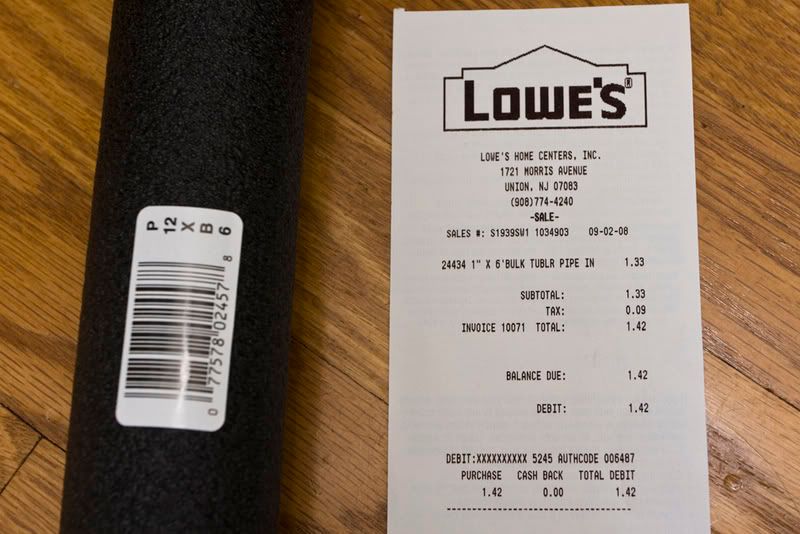 P12XB6
0 77578 02457 8
LOWE'S®
LOWE'S HOME CENTERS, INC.
1721 MORRIS AVENUE
UNION, NJ 07083
(908)774-4240
-SALE-
SALES #: S1939SW1 1034903 09-02-08
24434 1" X 6'BULK TUBLR PIPE IN 1.33
SUBTOTAL: 1.33
TAX: 0.09
INVOICE 10071 TOTAL: 1.42
BALANCE DUE: 1.42
DEBIT: 1.42
DEBIT:XXXXXXXXXX 5245 AUTHCODE 006487
PURCHASE CASH BACK TOTAL DEBIT
1.42 0.00 1.42